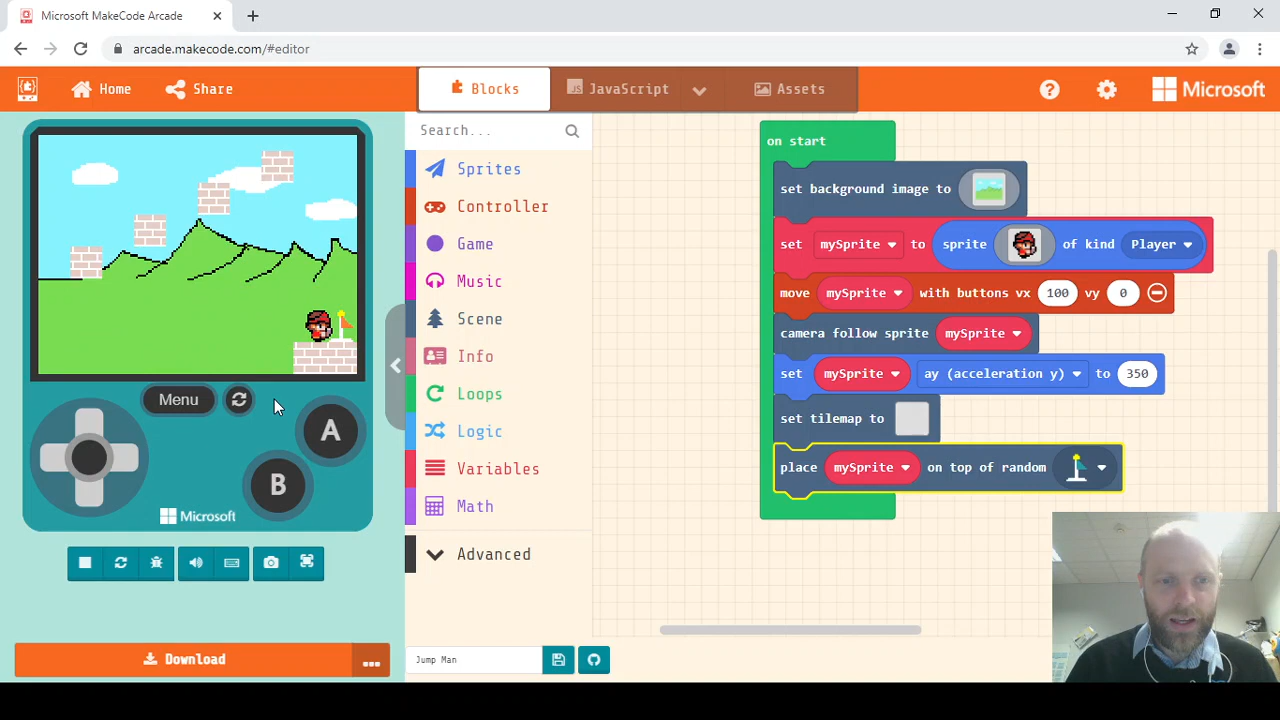 Microsoft MakeCode Arcade
arcade.makecode.com/#editor
Home
Share
Blocks
JavaScript
Assets
Microsoft
Search...
Sprites
Controller
Game
Music
Scene
Info
Loops
Logic
Variables
Math
Advanced
Menu
A
B
Microsoft
Download
Jump Man
on start
set background image to
set mySprite to sprite of kind Player
move mySprite with buttons vx 100 vy 0
camera follow sprite mySprite
set mySprite ay (acceleration y) to 350
set tilemap to
place mySprite on top of random